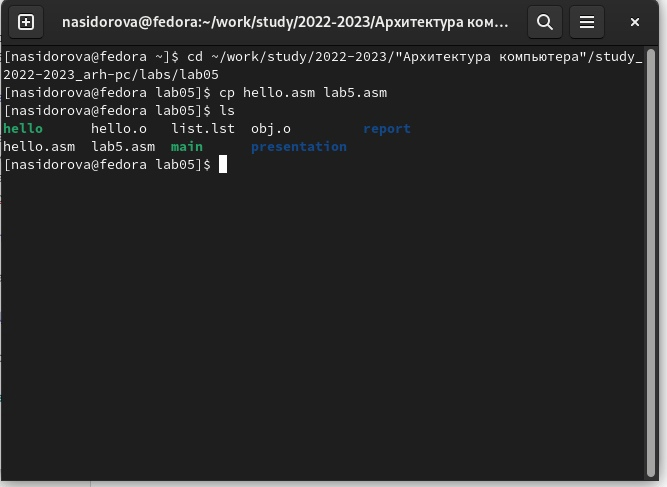 nasidorova@fedora:~/work/study/2022-2023/Архитектура ком...
[nasidorova@fedora ~]$ cd ~/work/study/2022-2023/"Архитектура компьютера"/study_
2022-2023_arh-pc/labs/lab05
[nasidorova@fedora lab05]$ cp hello.asm lab5.asm
[nasidorova@fedora lab05]$ ls
hello      hello.o   list.lst  obj.o         report
hello.asm  lab5.asm  main      presentation
[nasidorova@fedora lab05]$